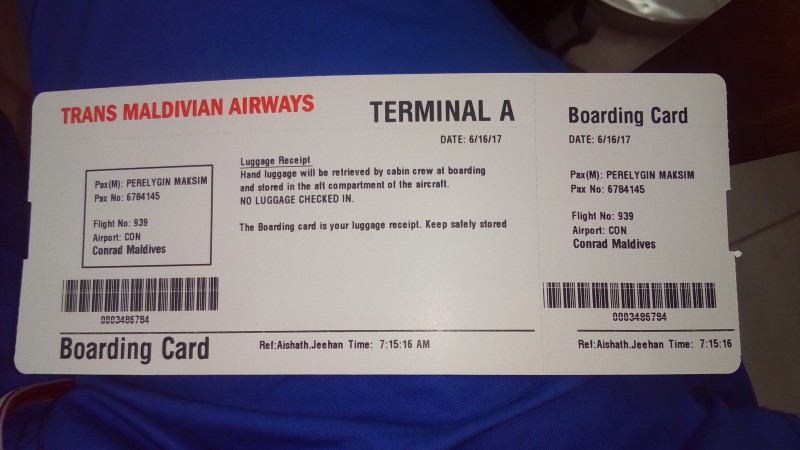 TRANS MALDIVIAN AIRWAYS
TERMINAL A
DATE: 6/16/17
Pax(M): PERELYGIN MAKSIM
Pax No: 6784145
Flight No: 939
Airport: CON
Conrad Maldives
Luggage Receipt
Hand luggage will be retrieved by cabin crew at boarding
and stored in the aft compartment of the aircraft.
NO LUGGAGE CHECKED IN.
The Boarding card is your luggage receipt. Keep safely stored
0003486784
Boarding Card
Ref:Aishath.Jeehan Time: 7:15:16 AM
Boarding Card
DATE: 6/16/17
Pax(M): PERELYGIN MAKSIM
Pax No: 6784145
Flight No: 939
Airport: CON
Conrad Maldives
0003486784
Ref:Aishath.Jeehan Time: 7:15:16